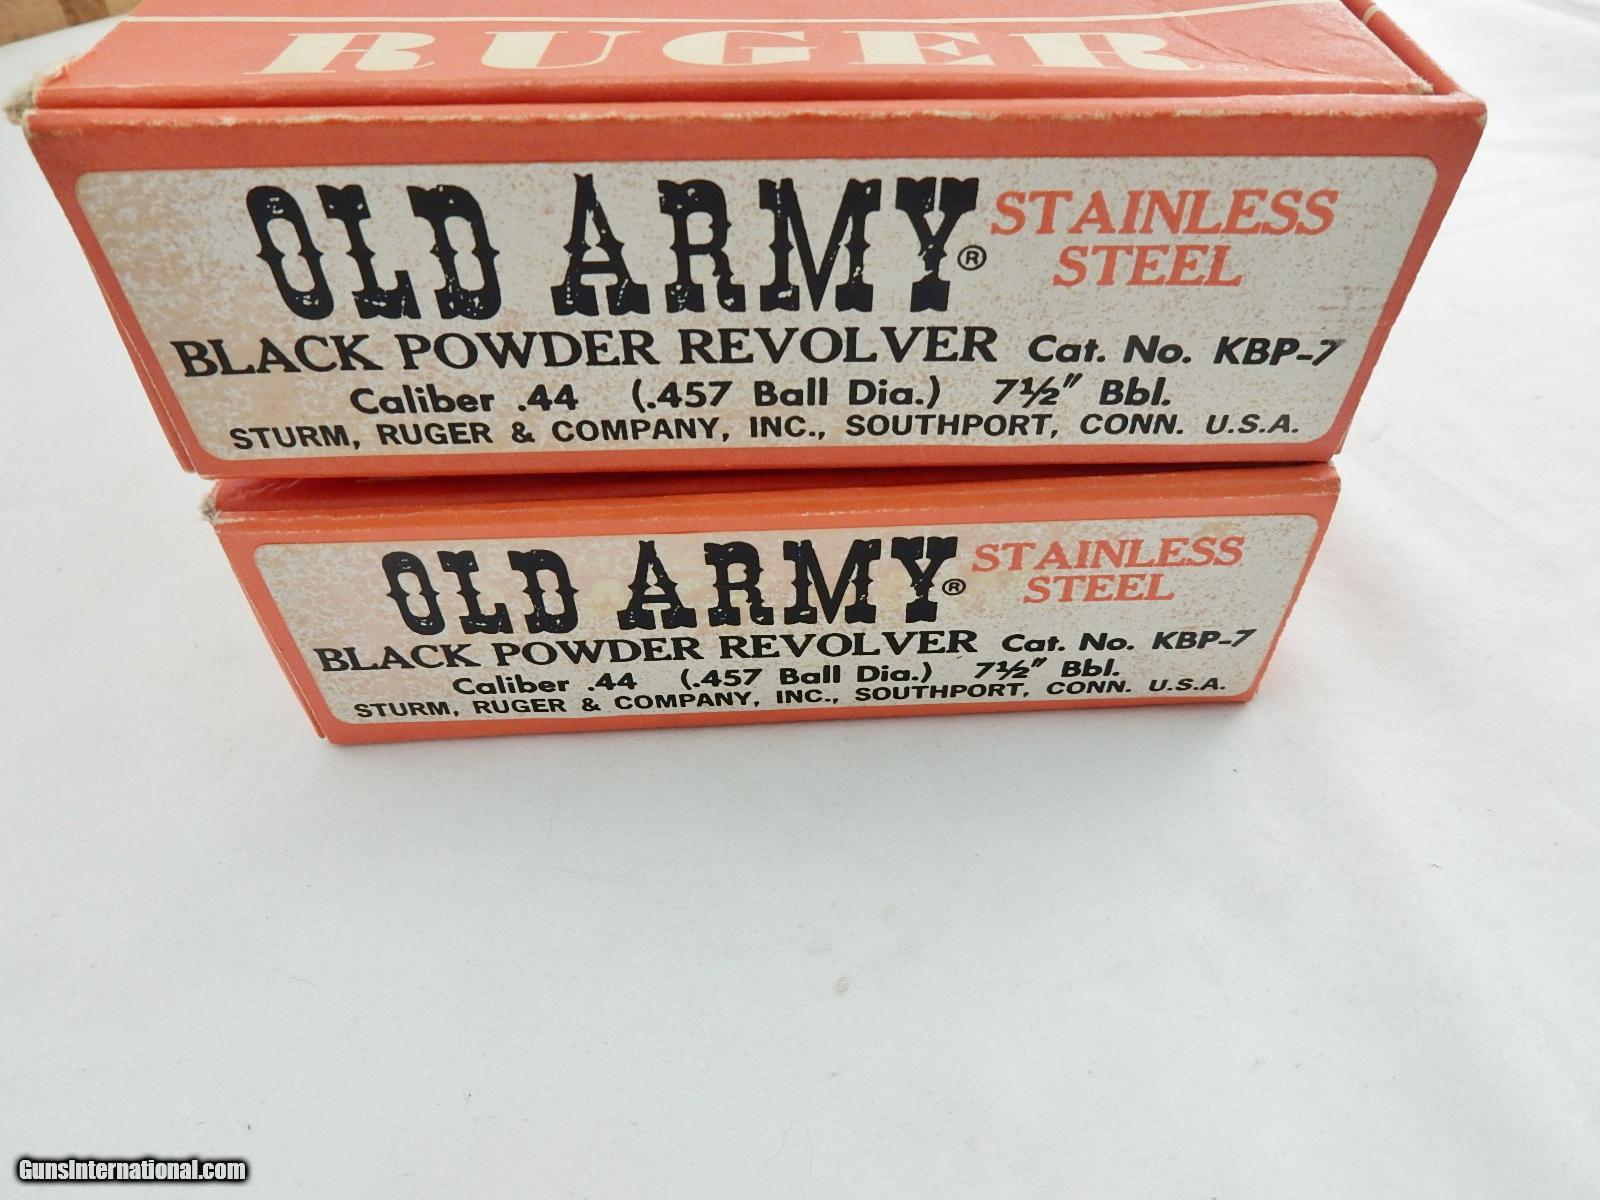 RUGER
OLD ARMY® STAINLESS STEEL
BLACK POWDER REVOLVER Cat. No. KBP-7
Caliber .44 (.457 Ball Dia.) 7½" Bbl.
STURM, RUGER & COMPANY, INC., SOUTHPORT, CONN. U.S.A.
OLD ARMY® STAINLESS STEEL
BLACK POWDER REVOLVER Cat. No. KBP-7
Caliber .44 (.457 Ball Dia.) 7½" Bbl.
STURM, RUGER & COMPANY, INC., SOUTHPORT, CONN. U.S.A.
GunsInternational.com